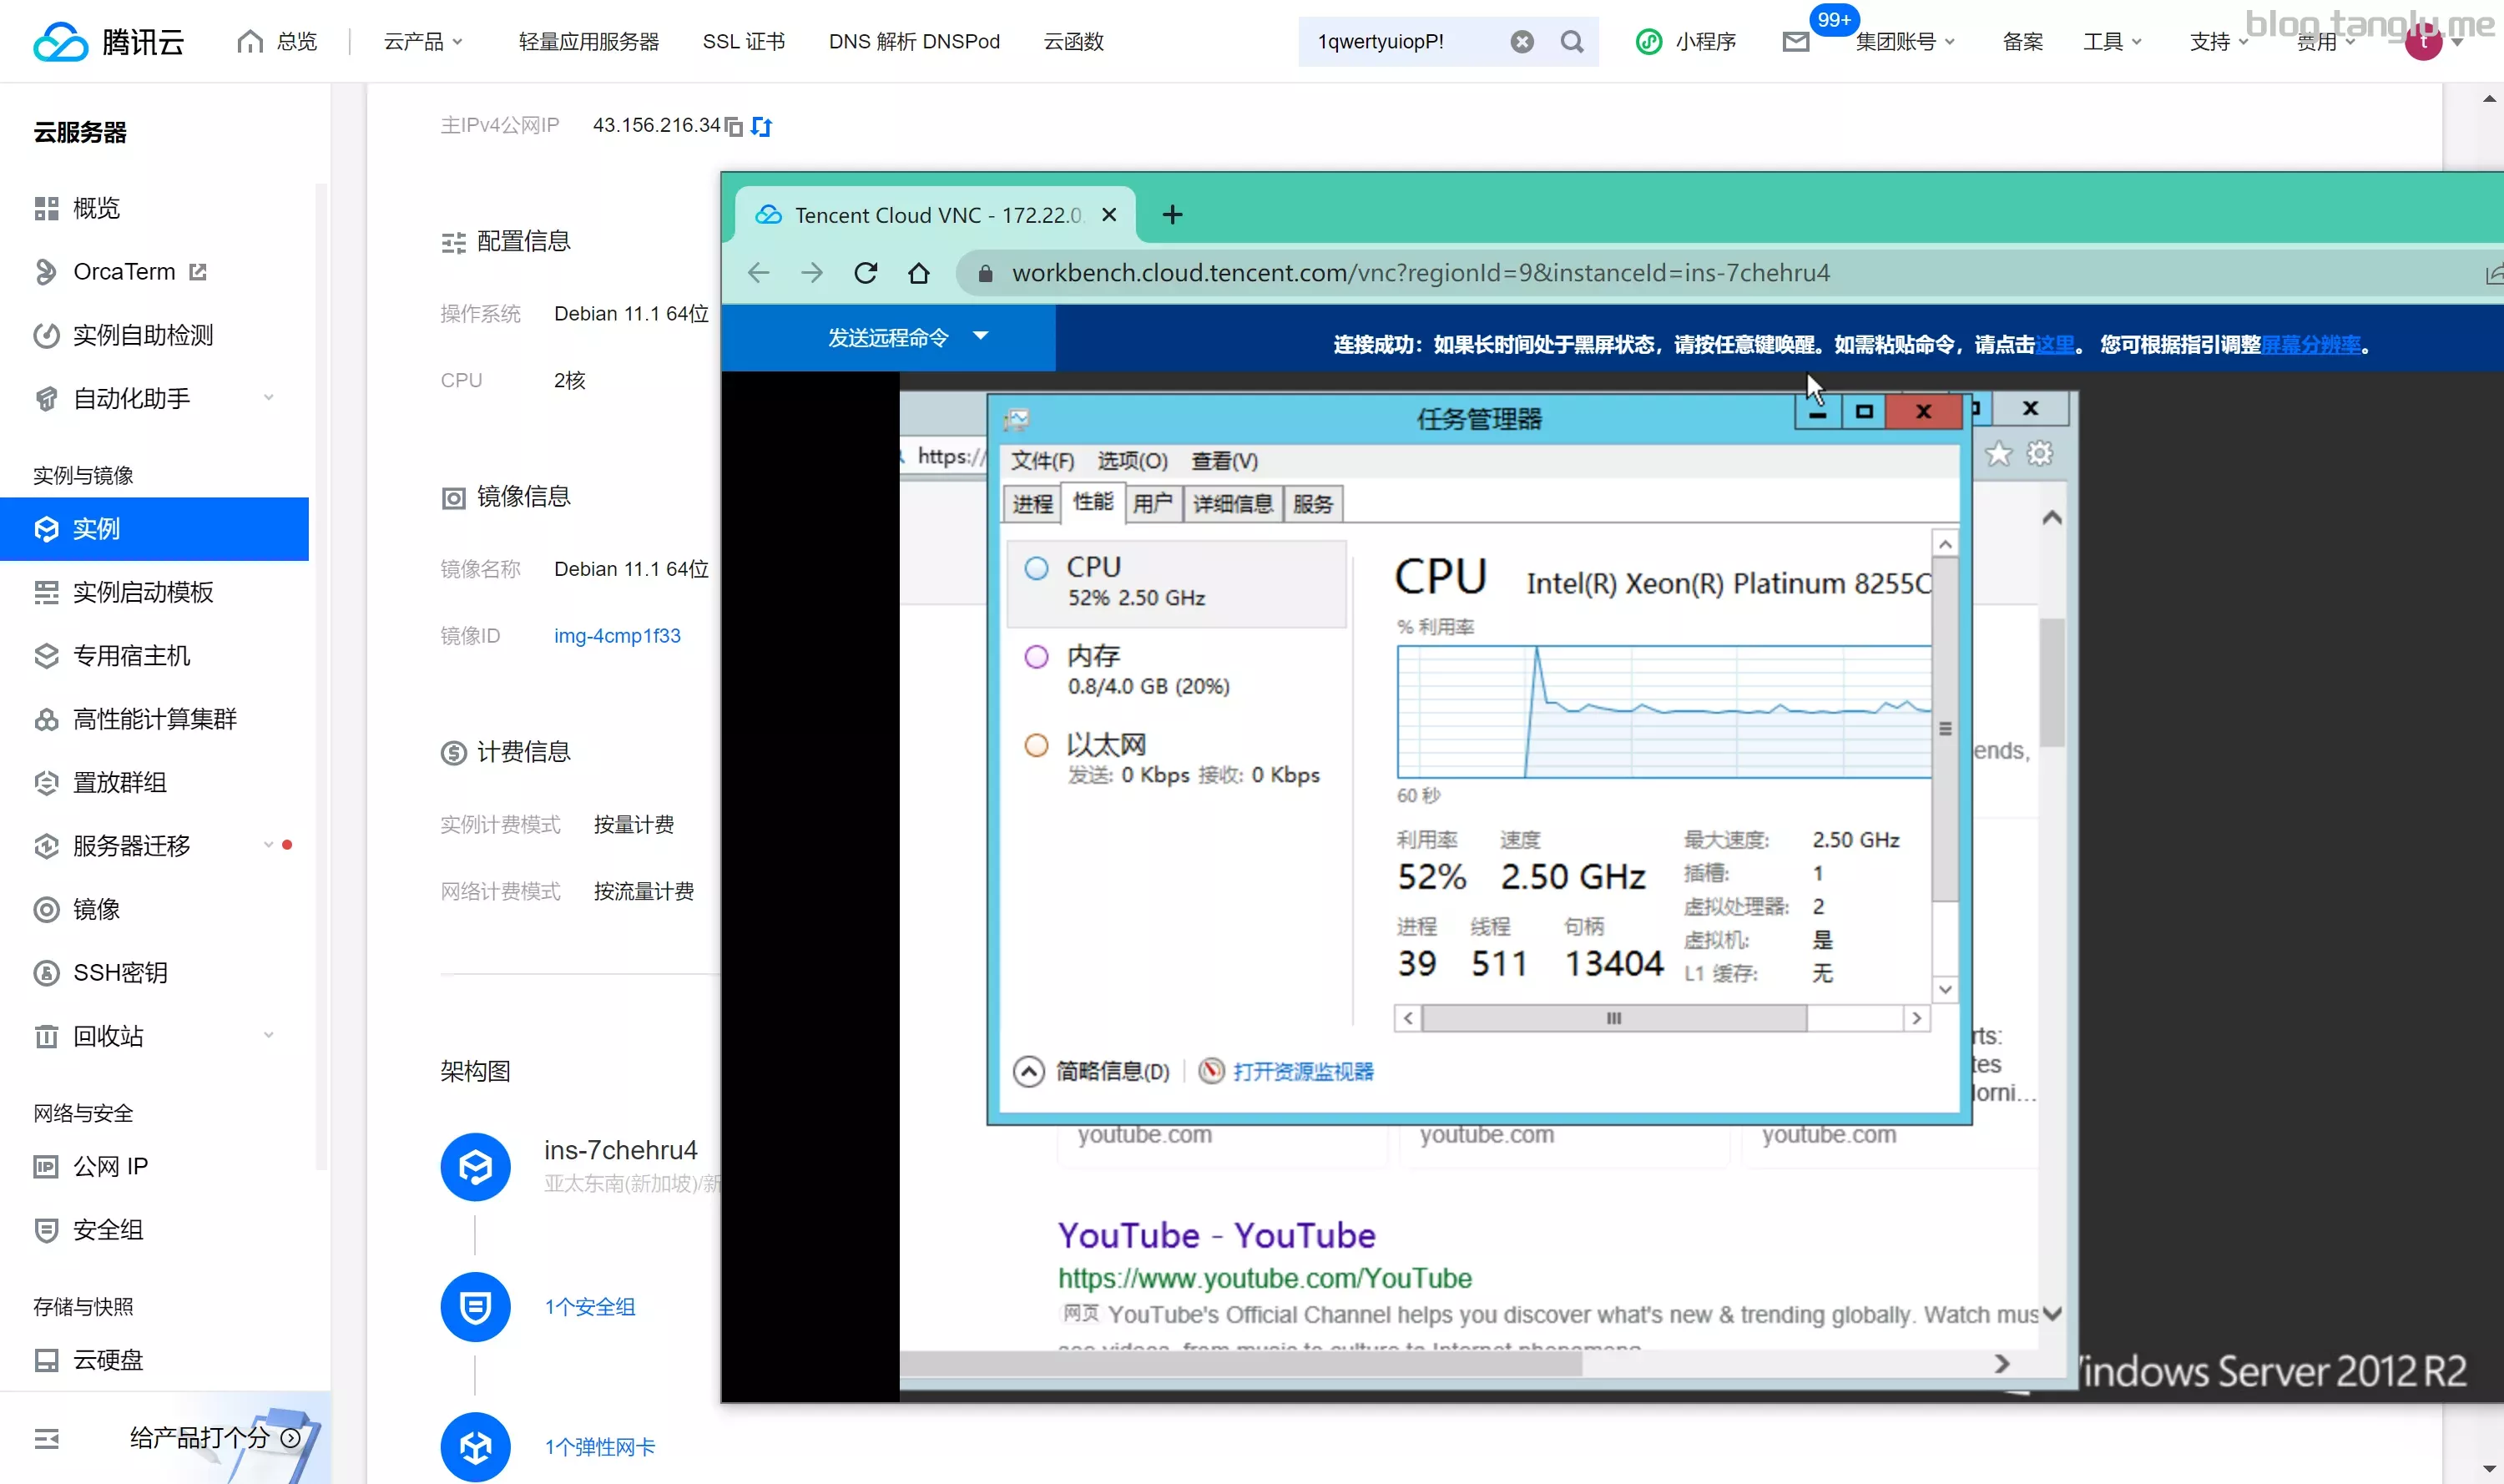 腾讯云
总览
云产品
轻量应用服务器
SSL 证书
DNS 解析 DNSPod
云函数
1qwertyuiopP!
小程序
99+
集团账号
备案
工具
支持
费用
t
blog.tanglu.me
云服务器
概览
OrcaTerm
实例自助检测
自动化助手
实例与镜像
实例
实例启动模板
专用宿主机
高性能计算集群
置放群组
服务器迁移
镜像
SSH密钥
回收站
网络与安全
公网 IP
安全组
存储与快照
云硬盘
给产品打个分
主IPv4公网IP 43.156.216.34
配置信息
操作系统 Debian 11.1 64位
CPU 2核
镜像信息
镜像名称 Debian 11.1 64位
镜像ID img-4cmp1f33
计费信息
实例计费模式 按量计费
网络计费模式 按流量计费
架构图
ins-7chehru4
亚太东南(新加坡)/新
1个安全组
1个弹性网卡
Tencent Cloud VNC - 172.22.0.
workbench.cloud.tencent.com/vnc?regionId=9&instanceId=ins-7chehru4
发送远程命令
连接成功：如果长时间处于黑屏状态，请按任意键唤醒。如需粘贴命令，请点击这里。 您可根据指引调整屏幕分辨率。
https://
任务管理器
文件(F) 选项(O) 查看(V)
进程 性能 用户 详细信息 服务
CPU
52% 2.50 GHz
内存
0.8/4.0 GB (20%)
以太网
发送: 0 Kbps 接收: 0 Kbps
CPU Intel(R) Xeon(R) Platinum 8255C
% 利用率
60 秒
利用率 速度
52% 2.50 GHz
进程 线程 句柄
39 511 13404
最大速度: 2.50 GHz
插槽: 1
虚拟处理器: 2
虚拟机: 是
L1 缓存: 无
简略信息(D) 打开资源监视器
ends,
rts:
tes
lorni...
youtube.com youtube.com youtube.com
YouTube - YouTube
https://www.youtube.com/YouTube
网页 YouTube's Official Channel helps you discover what's new & trending globally. Watch mus
see videos, from music to culture to Internet phenomena
indows Server 2012 R2